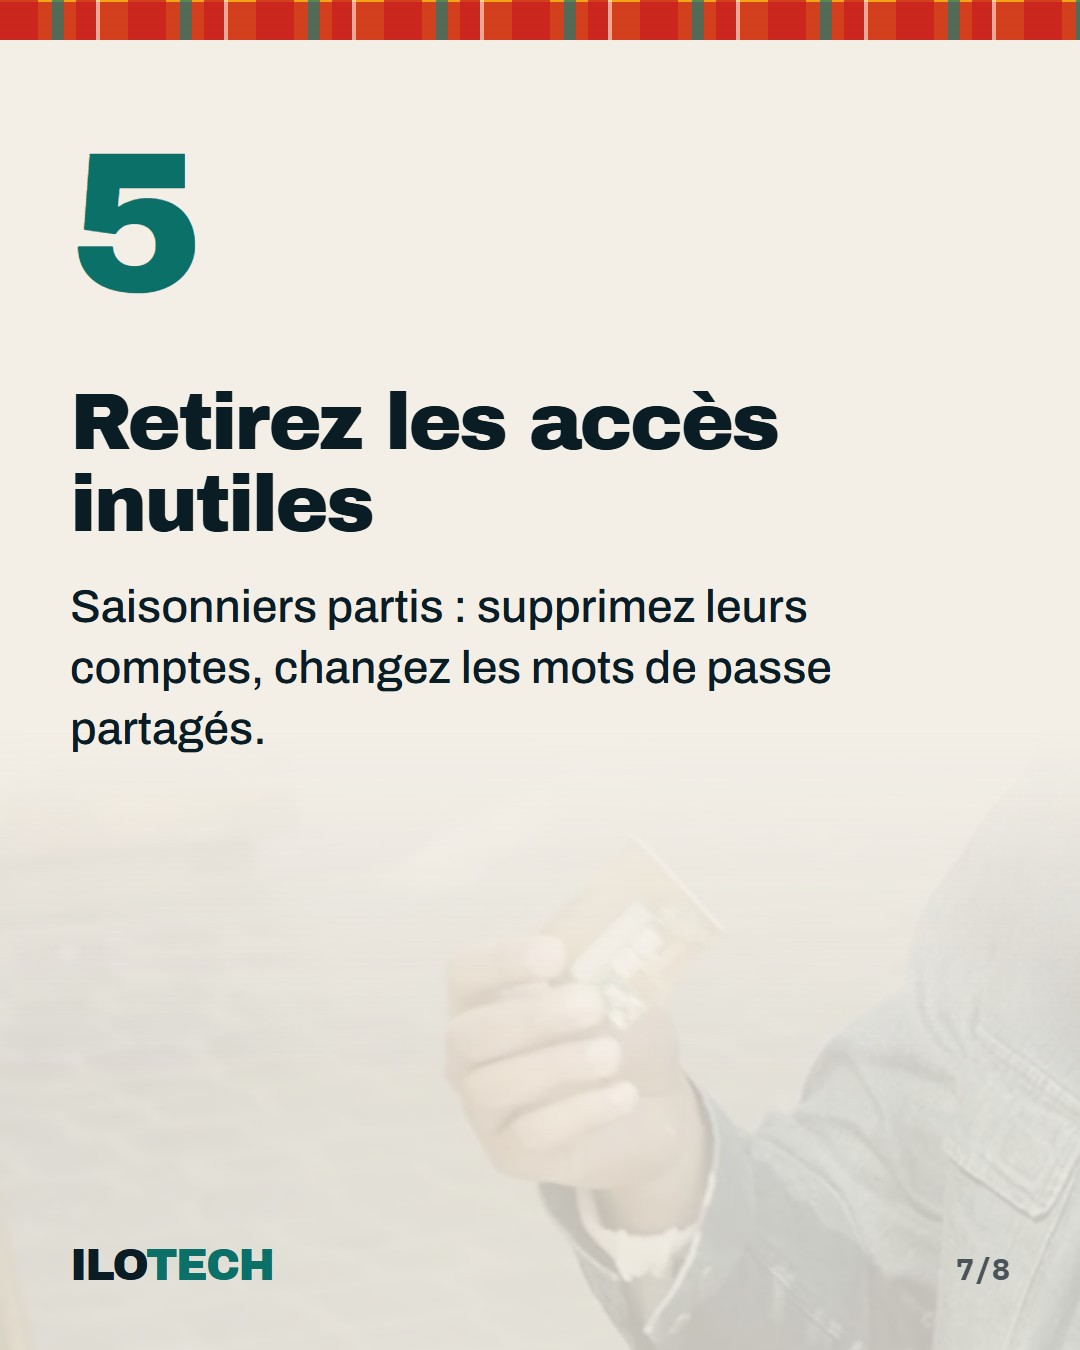 5
Retirez les accès
inutiles
Saisonniers partis : supprimez leurs
comptes, changez les mots de passe
partagés.
ILOTECH
7/8